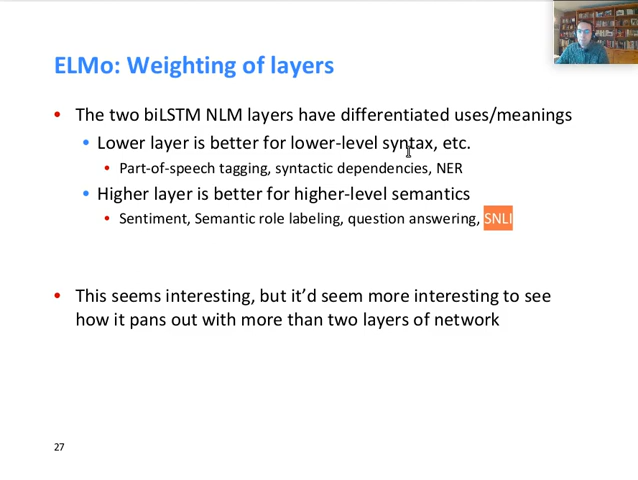 ELMo: Weighting of layers
• The two biLSTM NLM layers have differentiated uses/meanings
• Lower layer is better for lower-level syntax, etc.
• Part-of-speech tagging, syntactic dependencies, NER
• Higher layer is better for higher-level semantics
• Sentiment, Semantic role labeling, question answering, SNLI
• This seems interesting, but it'd seem more interesting to see
how it pans out with more than two layers of network
27